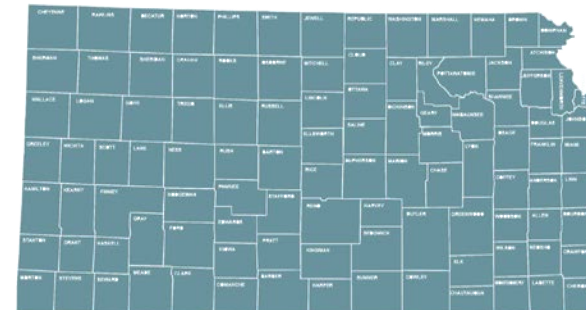 CHEYENNE RAWLINS DECATUR NORTON PHILLIPS SMITH JEWELL REPUBLIC WASHINGTON MARSHALL NEMAHA BROWN DONIPHAN
ATCHISON
SHERMAN THOMAS SHERIDAN GRAHAM ROOKS OSBORNE MITCHELL CLOUD CLAY RILEY POTTAWATOMIE JACKSON JEFFERSON LEAVENWORTH
WALLACE LOGAN GOVE TREGO ELLIS RUSSELL LINCOLN OTTAWA DICKINSON GEARY WABAUNSEE SHAWNEE DOUGLAS
ELLSWORTH SALINE MORRIS OSAGE FRANKLIN MIAMI
GREELEY WICHITA SCOTT LANE NESS RUSH BARTON RICE MCPHERSON MARION CHASE LYON COFFEY ANDERSON LINN
HAMILTON KEARNY FINNEY HODGEMAN PAWNEE STAFFORD RENO HARVEY BUTLER GREENWOOD WOODSON ALLEN
GRAY FORD EDWARDS SEDGWICK
STANTON GRANT HASKELL KIOWA PRATT KINGMAN ELK WILSON NEOSHO
MORTON STEVENS SEWARD MEADE CLARK COMANCHE BARBER HARPER SUMNER COWLEY CHAUTAUQUA MONTGOMERY LABETTE